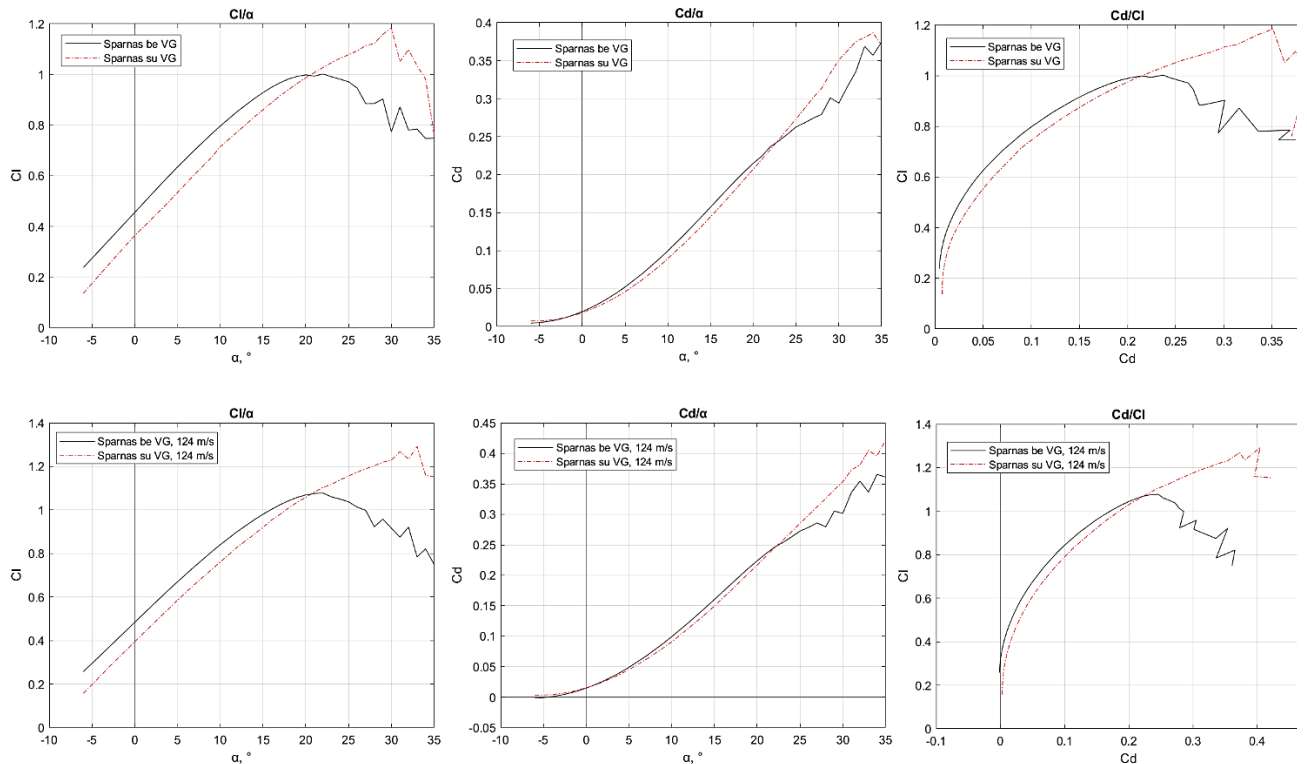 Cl/α
Sparnas be VG
Sparnas su VG
1.2
1
0.8
0.6
0.4
0.2
0
Cl
-10 -5 0 5 10 15 20 25 30 35
α, °
Cd/α
Sparnas be VG
Sparnas su VG
0.4
0.35
0.3
0.25
0.2
0.15
0.1
0.05
0
Cd
-10 -5 0 5 10 15 20 25 30 35
α, °
Cd/Cl
Sparnas be VG
Sparnas su VG
1.2
1
0.8
0.6
0.4
0.2
0
Cl
0 0.05 0.1 0.15 0.2 0.25 0.3 0.35
Cd
Cl/α
Sparnas be VG, 124 m/s
Sparnas su VG, 124 m/s
1.4
1.2
1
0.8
0.6
0.4
0.2
0
Cl
-10 -5 0 5 10 15 20 25 30 35
α, °
Cd/α
Sparnas be VG, 124 m/s
Sparnas su VG, 124 m/s
0.45
0.4
0.35
0.3
0.25
0.2
0.15
0.1
0.05
0
-0.05
Cd
-10 -5 0 5 10 15 20 25 30 35
α, °
Cd/Cl
Sparnas be VG, 124 m/s
Sparnas su VG, 124 m/s
1.4
1.2
1
0.8
0.6
0.4
0.2
0
Cl
-0.1 0 0.1 0.2 0.3 0.4
Cd